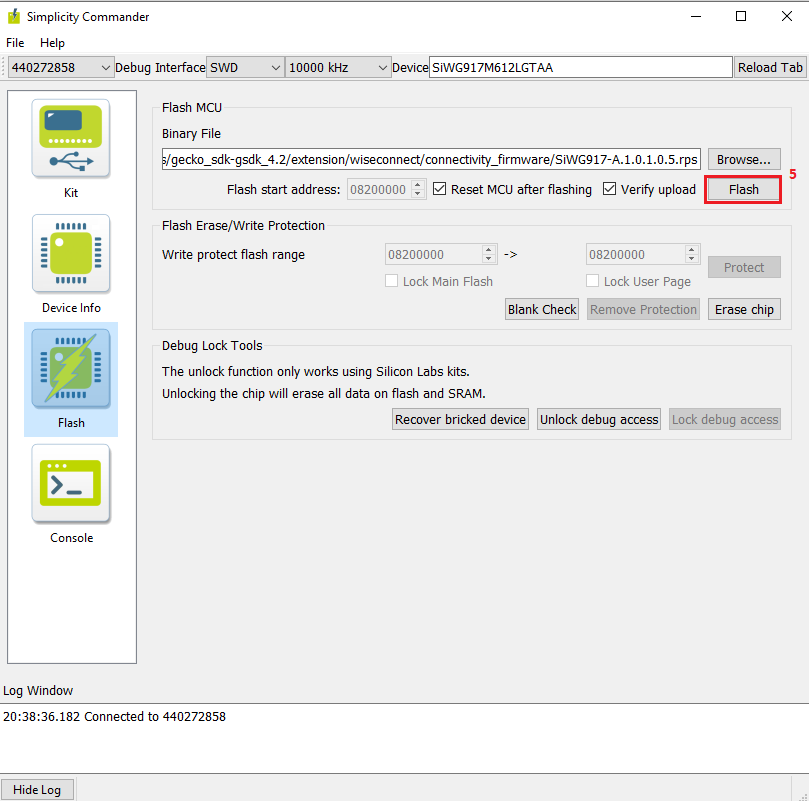 Simplicity Commander
File Help
440272858 Debug Interface SWD 10000 kHz Device SiWG917M612LGTAA Reload Tab
Kit
Device Info
Flash
Console
Flash MCU
Binary File
s/gecko_sdk-gsdk_4.2/extension/wiseconnect/connectivity_firmware/SiWG917-A.1.0.1.0.5.rps Browse...
5
Flash start address: 08200000 Reset MCU after flashing Verify upload Flash
Flash Erase/Write Protection
Write protect flash range 08200000 -> 08200000 Protect
Lock Main Flash Lock User Page
Blank Check Remove Protection Erase chip
Debug Lock Tools
The unlock function only works using Silicon Labs kits.
Unlocking the chip will erase all data on flash and SRAM.
Recover bricked device Unlock debug access Lock debug access
Log Window
20:38:36.182 Connected to 440272858
Hide Log